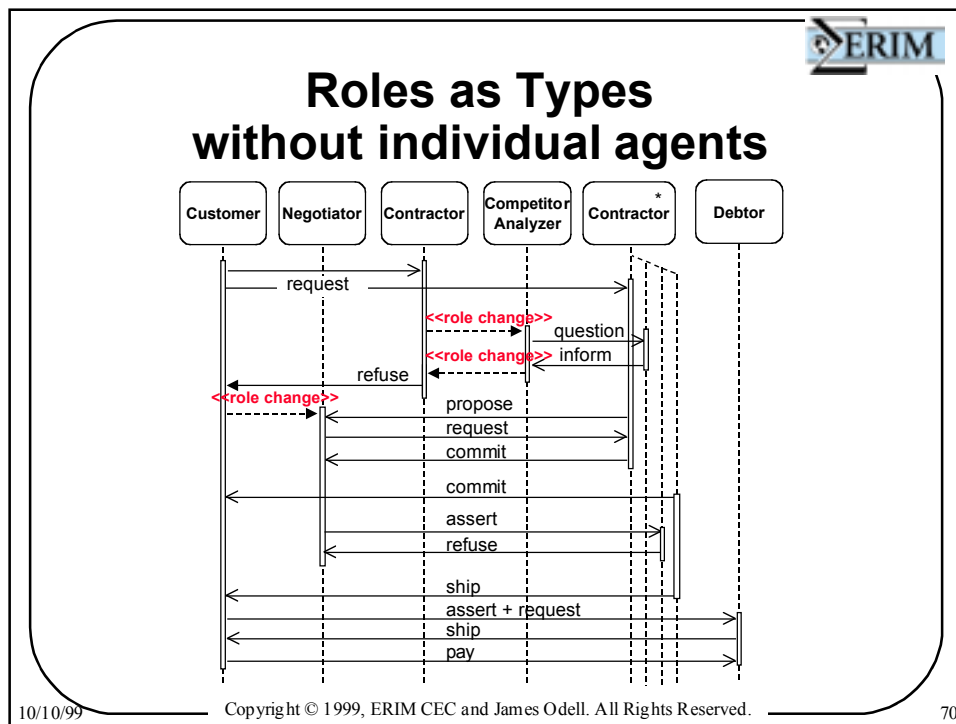 ERIM
Roles as Types
without individual agents
Customer
Negotiator
Contractor
Competitor
Analyzer
Contractor
*
Debtor
request
<<role change>>
question
<<role change>>
inform
refuse
<<role change>>
propose
request
commit
commit
assert
refuse
ship
assert + request
ship
pay
10/10/99
Copyright © 1999, ERIM CEC and James Odell. All Rights Reserved.
70